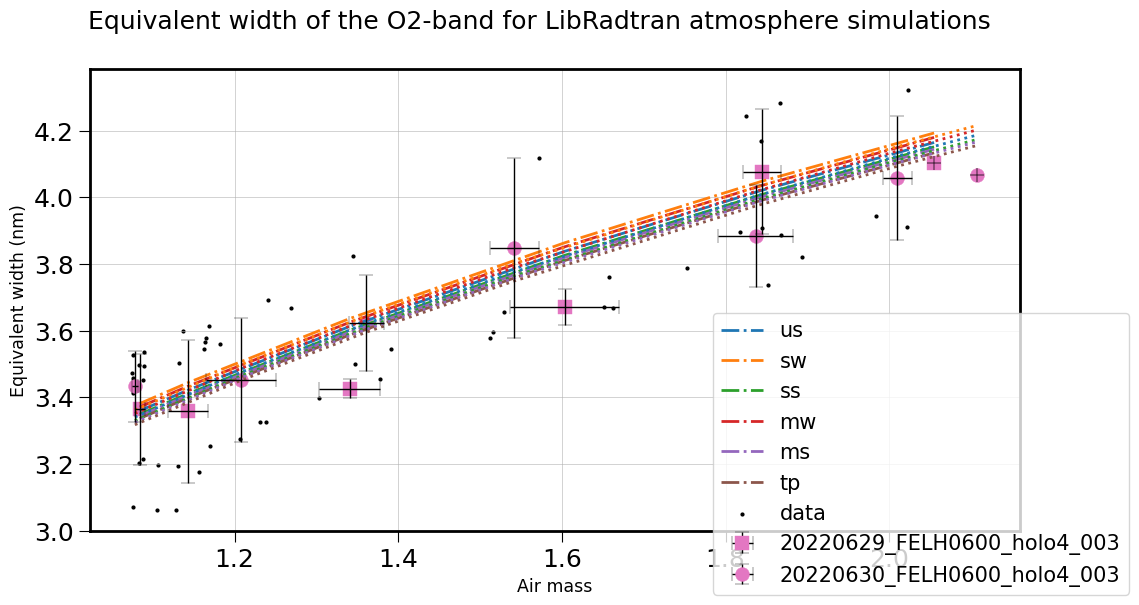 Equivalent width of the O2-band for LibRadtran atmosphere simulations
Equivalent width (nm)
4.2
4.0
3.8
3.6
3.4
3.2
3.0
1.2
1.4
1.6
1.8
2.0
Air mass
us
sw
ss
mw
ms
tp
data
20220629_FELH0600_holo4_003
20220630_FELH0600_holo4_003